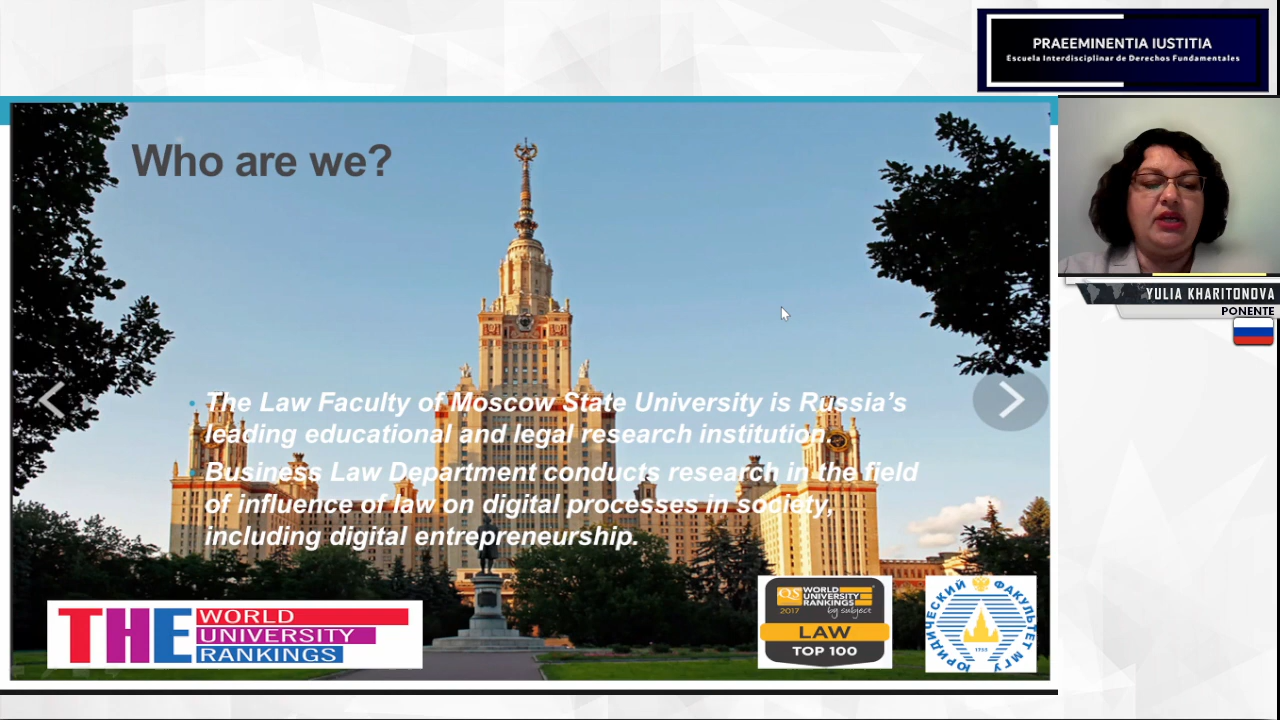 PRAEEMINENTIA IUSTITIA
Escuela Interdisciplinar de Derechos Fundamentales
Who are we?
The Law Faculty of Moscow State University is Russia’s
leading educational and legal research institution.
Business Law Department conducts research in the field
of influence of law on digital processes in society,
including digital entrepreneurship.
YULIA KHARITONOVA
PONENTE
THE
WORLD
UNIVERSITY
RANKINGS
QS WORLD
UNIVERSITY
2017 RANKINGS
by subject
LAW
TOP 100
ЮРИДИЧЕСКИЙ ФАКУЛЬТЕТ МГУ
1755